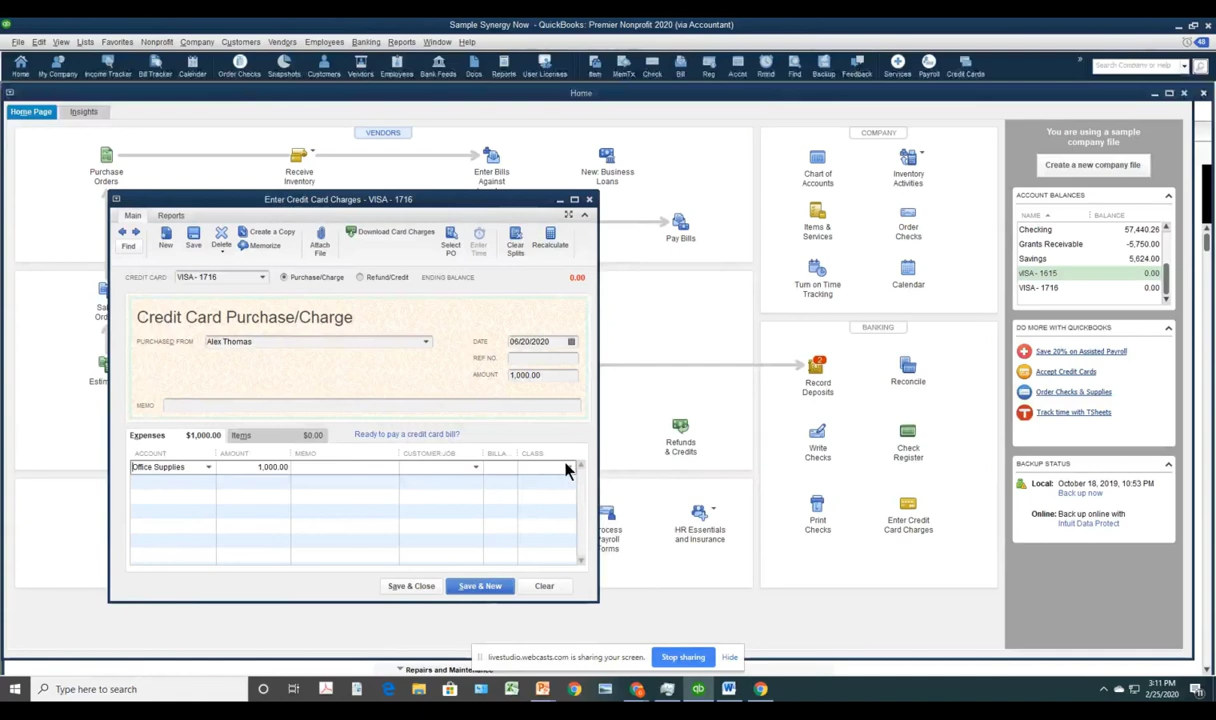 Sample Synergy Now - QuickBooks: Premier Nonprofit 2020 (via Accountant)
File Edit View Lists Favorites Nonprofit Company Customers Vendors Employees Banking Reports Window Help
48
Home My Company Income Tracker Bill Tracker Calendar Order Checks Snapshots Customers Vendors Employees Bank Feeds Docs Reports User Licenses Item MemTx Check Bill Reg Accnt Rmnd Find Backup Feedback Services Payroll Credit Cards
Search Company or Help
Home
Home Page Insights
VENDORS
COMPANY
You are using a sample
company file
Create a new company file
Purchase
Orders
Receive
Inventory
Enter Bills
Against
New: Business
Loans
Chart of
Accounts
Inventory
Activities
Pay Bills
Items &
Services
Order
Checks
Turn on Time
Tracking
Calendar
ACCOUNT BALANCES
NAME BALANCE
Checking 57,440.26
Grants Receivable -5,750.00
Savings 5,624.00
vISA - 1615 0.00
VISA - 1716 0.00
Enter Credit Card Charges - VISA - 1716
Main Reports
Find
New
Save
Delete
Create a Copy
Memorize
Attach
File
Download Card Charges
Select
PO
Enter
Time
Clear
Splits
Recalculate
CREDIT CARD VISA - 1716 Purchase/Charge Refund/Credit ENDING BALANCE 0.00
Credit Card Purchase/Charge
PURCHASED FROM Alex Thomas DATE 06/20/2020
REF NO.
AMOUNT 1,000.00
MEMO
Expenses $1,000.00 Items $0.00 Ready to pay a credit card bill?
ACCOUNT AMOUNT MEMO CUSTOMER:JOB BILLA... CLASS
Office Supplies 1,000.00
Save & Close Save & New Clear
Sal
Ord
Estim
Refunds
& Credits
rocess
Payroll
Forms
HR Essentials
and Insurance
BANKING
2
Record
Deposits
Reconcile
Write
Checks
Check
Register
Print
Checks
Enter Credit
Card Charges
DO MORE WITH QUICKBOOKS
Save 20% on Assisted Payroll
Accept Credit Cards
Order Checks & Supplies
Track time with TSheets
BACKUP STATUS
Local: October 18, 2019, 10:53 PM
Back up now
Online: Back up online with
Intuit Data Protect
livestudio.webcasts.com is sharing your screen. Stop sharing Hide
Repairs and Maintenance
Type here to search
3:11 PM
2/25/2020